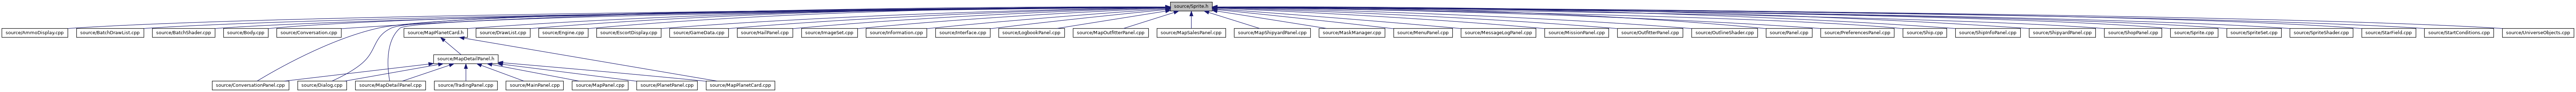 source/Sprite.h
source/AmmoDisplay.cpp
source/BatchDrawList.cpp
source/BatchShader.cpp
source/Body.cpp
source/Conversation.cpp
source/MapPlanetCard.h
source/DrawList.cpp
source/Engine.cpp
source/EscortDisplay.cpp
source/GameData.cpp
source/HailPanel.cpp
source/ImageSet.cpp
source/Information.cpp
source/Interface.cpp
source/LogbookPanel.cpp
source/MapOutfitterPanel.cpp
source/MapSalesPanel.cpp
source/MapShipyardPanel.cpp
source/MaskManager.cpp
source/MenuPanel.cpp
source/MessageLogPanel.cpp
source/MissionPanel.cpp
source/OutfitterPanel.cpp
source/OutlineShader.cpp
source/Panel.cpp
source/PreferencesPanel.cpp
source/Ship.cpp
source/ShipInfoPanel.cpp
source/ShipyardPanel.cpp
source/ShopPanel.cpp
source/Sprite.cpp
source/SpriteSet.cpp
source/SpriteShader.cpp
source/StarField.cpp
source/StartConditions.cpp
source/UniverseObjects.cpp
source/MapDetailPanel.h
source/ConversationPanel.cpp
source/Dialog.cpp
source/MapDetailPanel.cpp
source/TradingPanel.cpp
source/MainPanel.cpp
source/MapPanel.cpp
source/PlanetPanel.cpp
source/MapPlanetCard.cpp